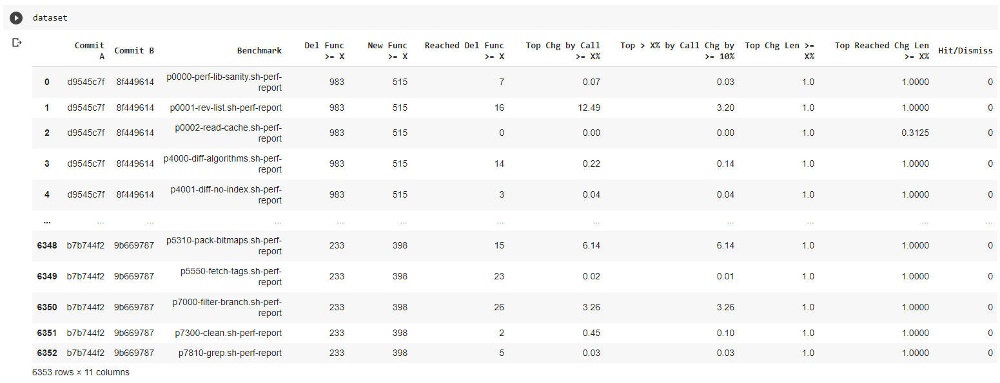 dataset
Commit A Commit B Benchmark Del Func >= X New Func >= X Reached Del Func >= X Top Chg by Call >= X% Top > X% by Call Chg by >= 10% Top Chg Len >= X% Top Reached Chg Len >= X% Hit/Dismiss
0 d9545c7f 8f449614 p0000-perf-lib-sanity.sh-perf-report 983 515 7 0.07 0.03 1.0 1.0000 0
1 d9545c7f 8f449614 p0001-rev-list.sh-perf-report 983 515 16 12.49 3.20 1.0 1.0000 0
2 d9545c7f 8f449614 p0002-read-cache.sh-perf-report 983 515 0 0.00 0.00 1.0 0.3125 0
3 d9545c7f 8f449614 p4000-diff-algorithms.sh-perf-report 983 515 14 0.22 0.14 1.0 1.0000 0
4 d9545c7f 8f449614 p4001-diff-no-index.sh-perf-report 983 515 3 0.04 0.04 1.0 1.0000 0
... ... ... ... ... ... ... ... ... ... ... ...
6348 b7b744f2 9b669787 p5310-pack-bitmaps.sh-perf-report 233 398 15 6.14 6.14 1.0 1.0000 0
6349 b7b744f2 9b669787 p5550-fetch-tags.sh-perf-report 233 398 23 0.02 0.01 1.0 1.0000 0
6350 b7b744f2 9b669787 p7000-filter-branch.sh-perf-report 233 398 26 3.26 3.26 1.0 1.0000 0
6351 b7b744f2 9b669787 p7300-clean.sh-perf-report 233 398 2 0.45 0.10 1.0 1.0000 0
6352 b7b744f2 9b669787 p7810-grep.sh-perf-report 233 398 5 0.03 0.03 1.0 1.0000 0
6353 rows × 11 columns